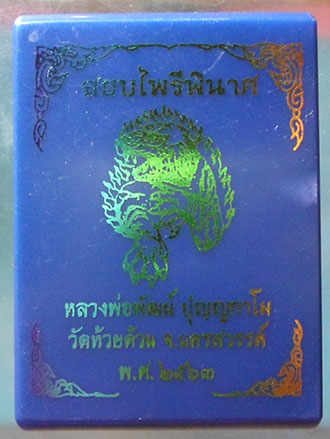 สยบไพรีพินาศ
หลวงพ่อพัฒน์ ปุญฺญกาโม
วัดห้วยด้วน จ.นครสวรรค์
พ.ศ.๒๕๖๓